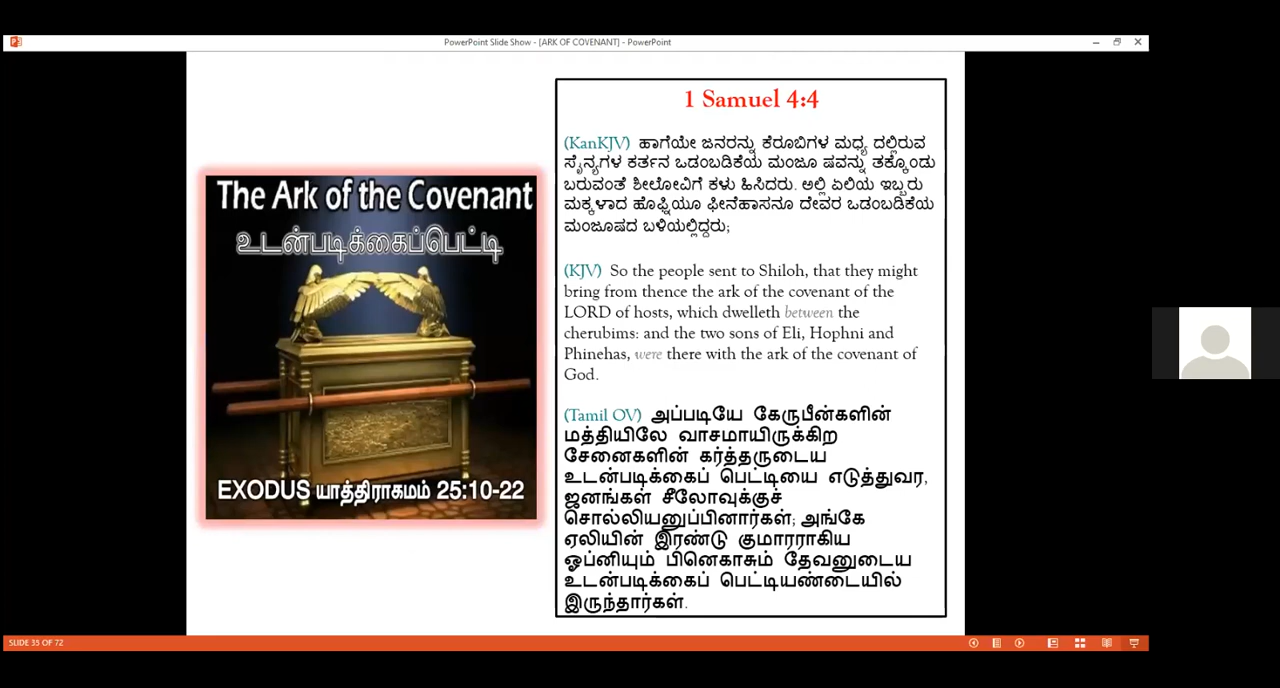 PowerPoint Slide Show - [ARK OF COVENANT] - PowerPoint
The Ark of the Covenant
உடன்படிக்கைப்பெட்டி
EXODUS யாத்திராகமம் 25:10-22
1 Samuel 4:4
(KanKJV) ಹಾಗೆಯೇ ಜನರನ್ನು ಕೆರೂಬಿಗಳ ಮಧ್ಯ ದಲ್ಲಿರುವ
ಸೈನ್ಯಗಳ ಕರ್ತನ ಒಡಂಬಡಿಕೆಯ ಮಂಜೂ ಷವನ್ನು ತಕ್ಕೊಂಡು
ಬರುವಂತೆ ಶೀಲೋವಿಗೆ ಕಳು ಹಿಸಿದರು. ಅಲ್ಲಿ ಏಲಿಯ ಇಬ್ಬರು
ಮಕ್ಕಳಾದ ಹೊಫ್ನಿಯೂ ಫೀನೆಹಾಸನೂ ದೇವರ ಒಡಂಬಡಿಕೆಯ
ಮಂಜೂಷದ ಬಳಿಯಲ್ಲಿದ್ದರು;
(KJV) So the people sent to Shiloh, that they might
bring from thence the ark of the covenant of the
LORD of hosts, which dwelleth between the
cherubims: and the two sons of Eli, Hophni and
Phinehas, were there with the ark of the covenant of
God.
(Tamil OV) அப்படியே கேருபீன்களின்
மத்தியிலே வாசமாயிருக்கிற
சேனைகளின் கர்த்தருடைய
உடன்படிக்கைப் பெட்டியை எடுத்துவர,
ஜனங்கள் சீலோவுக்குச்
சொல்லியனுப்பினார்கள்; அங்கே
ஏலியின் இரண்டு குமாரராகிய
ஓப்னியும் பினெகாசும் தேவனுடைய
உடன்படிக்கைப் பெட்டியண்டையில்
இருந்தார்கள்.
SLIDE 35 OF 72